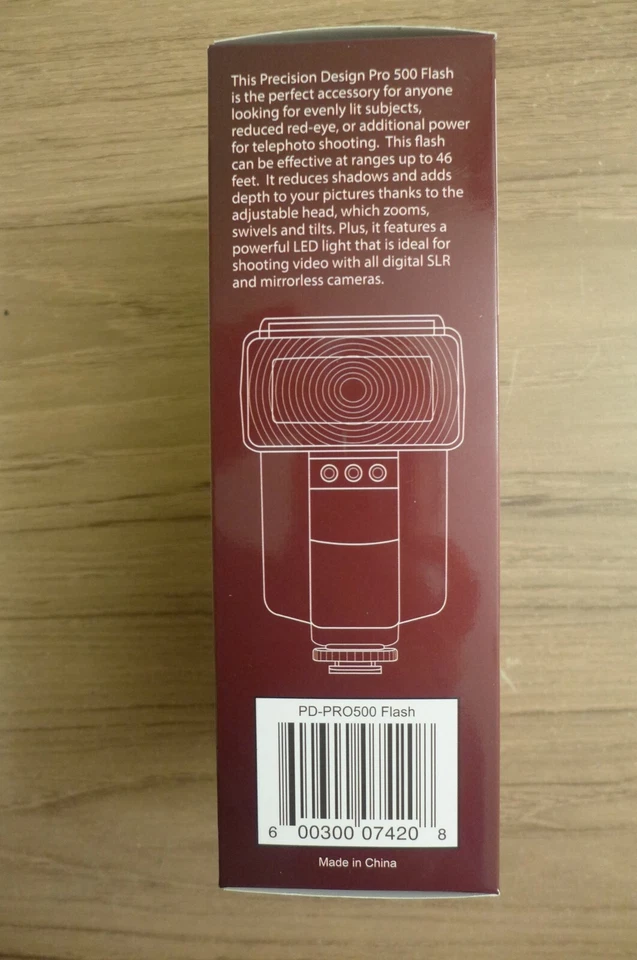 This Precision Design Pro 500 Flash
is the perfect accessory for anyone
looking for evenly lit subjects,
reduced red-eye, or additional power
for telephoto shooting. This flash
can be effective at ranges up to 46
feet. It reduces shadows and adds
depth to your pictures thanks to the
adjustable head, which zooms,
swivels and tilts. Plus, it features a
powerful LED light that is ideal for
shooting video with all digital SLR
and mirrorless cameras.
PD-PRO500 Flash
6 00300 07420 8
Made in China